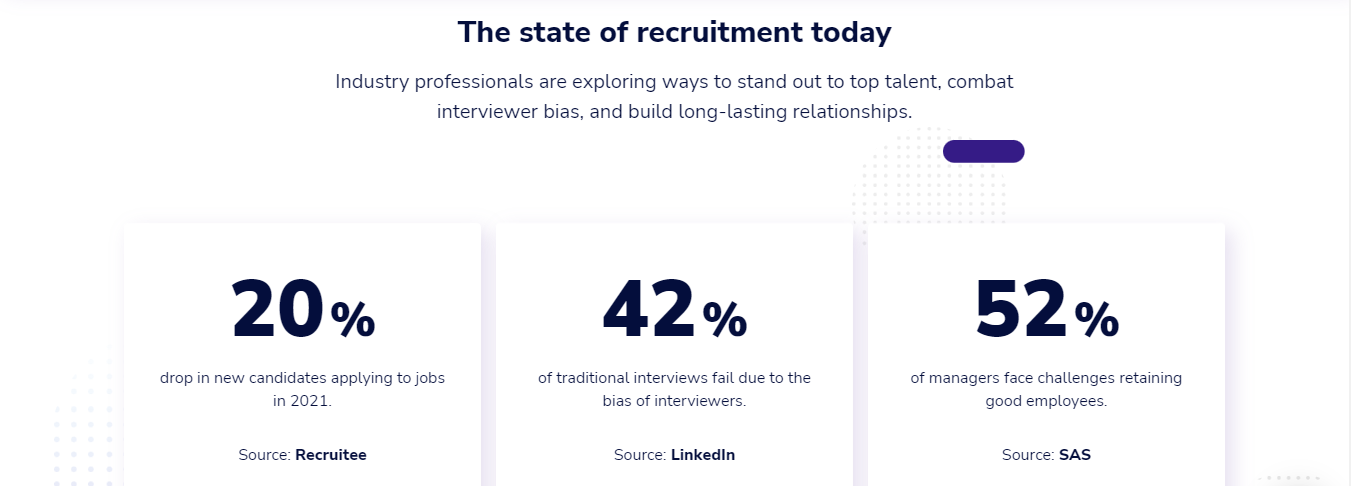 The state of recruitment today
Industry professionals are exploring ways to stand out to top talent, combat
interviewer bias, and build long-lasting relationships.
20%
drop in new candidates applying to jobs
in 2021.
Source: Recruitee
42%
of traditional interviews fail due to the
bias of interviewers.
Source: LinkedIn
52%
of managers face challenges retaining
good employees.
Source: SAS